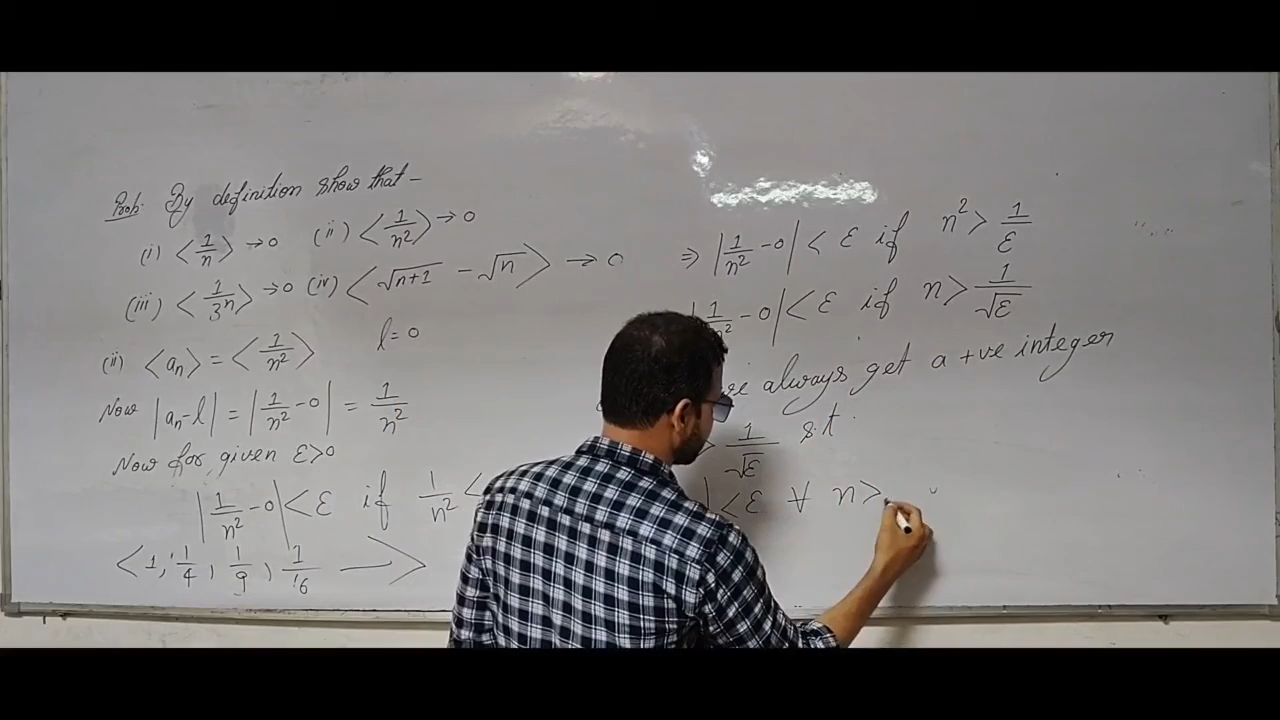 Prob: By definition show that -
(i) <1/n> → 0 (ii) <1/n²> → 0
(iii) <1/3ⁿ> → 0 (iv) <√(n+1) - √n> → 0
(ii) <aₙ> = <1/n²> l = 0
Now |aₙ - l| = |1/n² - 0| = 1/n²
Now for given ε>0
|1/n² - 0| < ε if 1/n² <
<1, 1/4, 1/9, 1/16 —>
⇒ |1/n² - 0| < ε if n² > 1/ε
|1/n² - 0| < ε if n > 1/√ε
we always get a +ve integer
> 1/√ε s.t.
| < ε ∀ n >